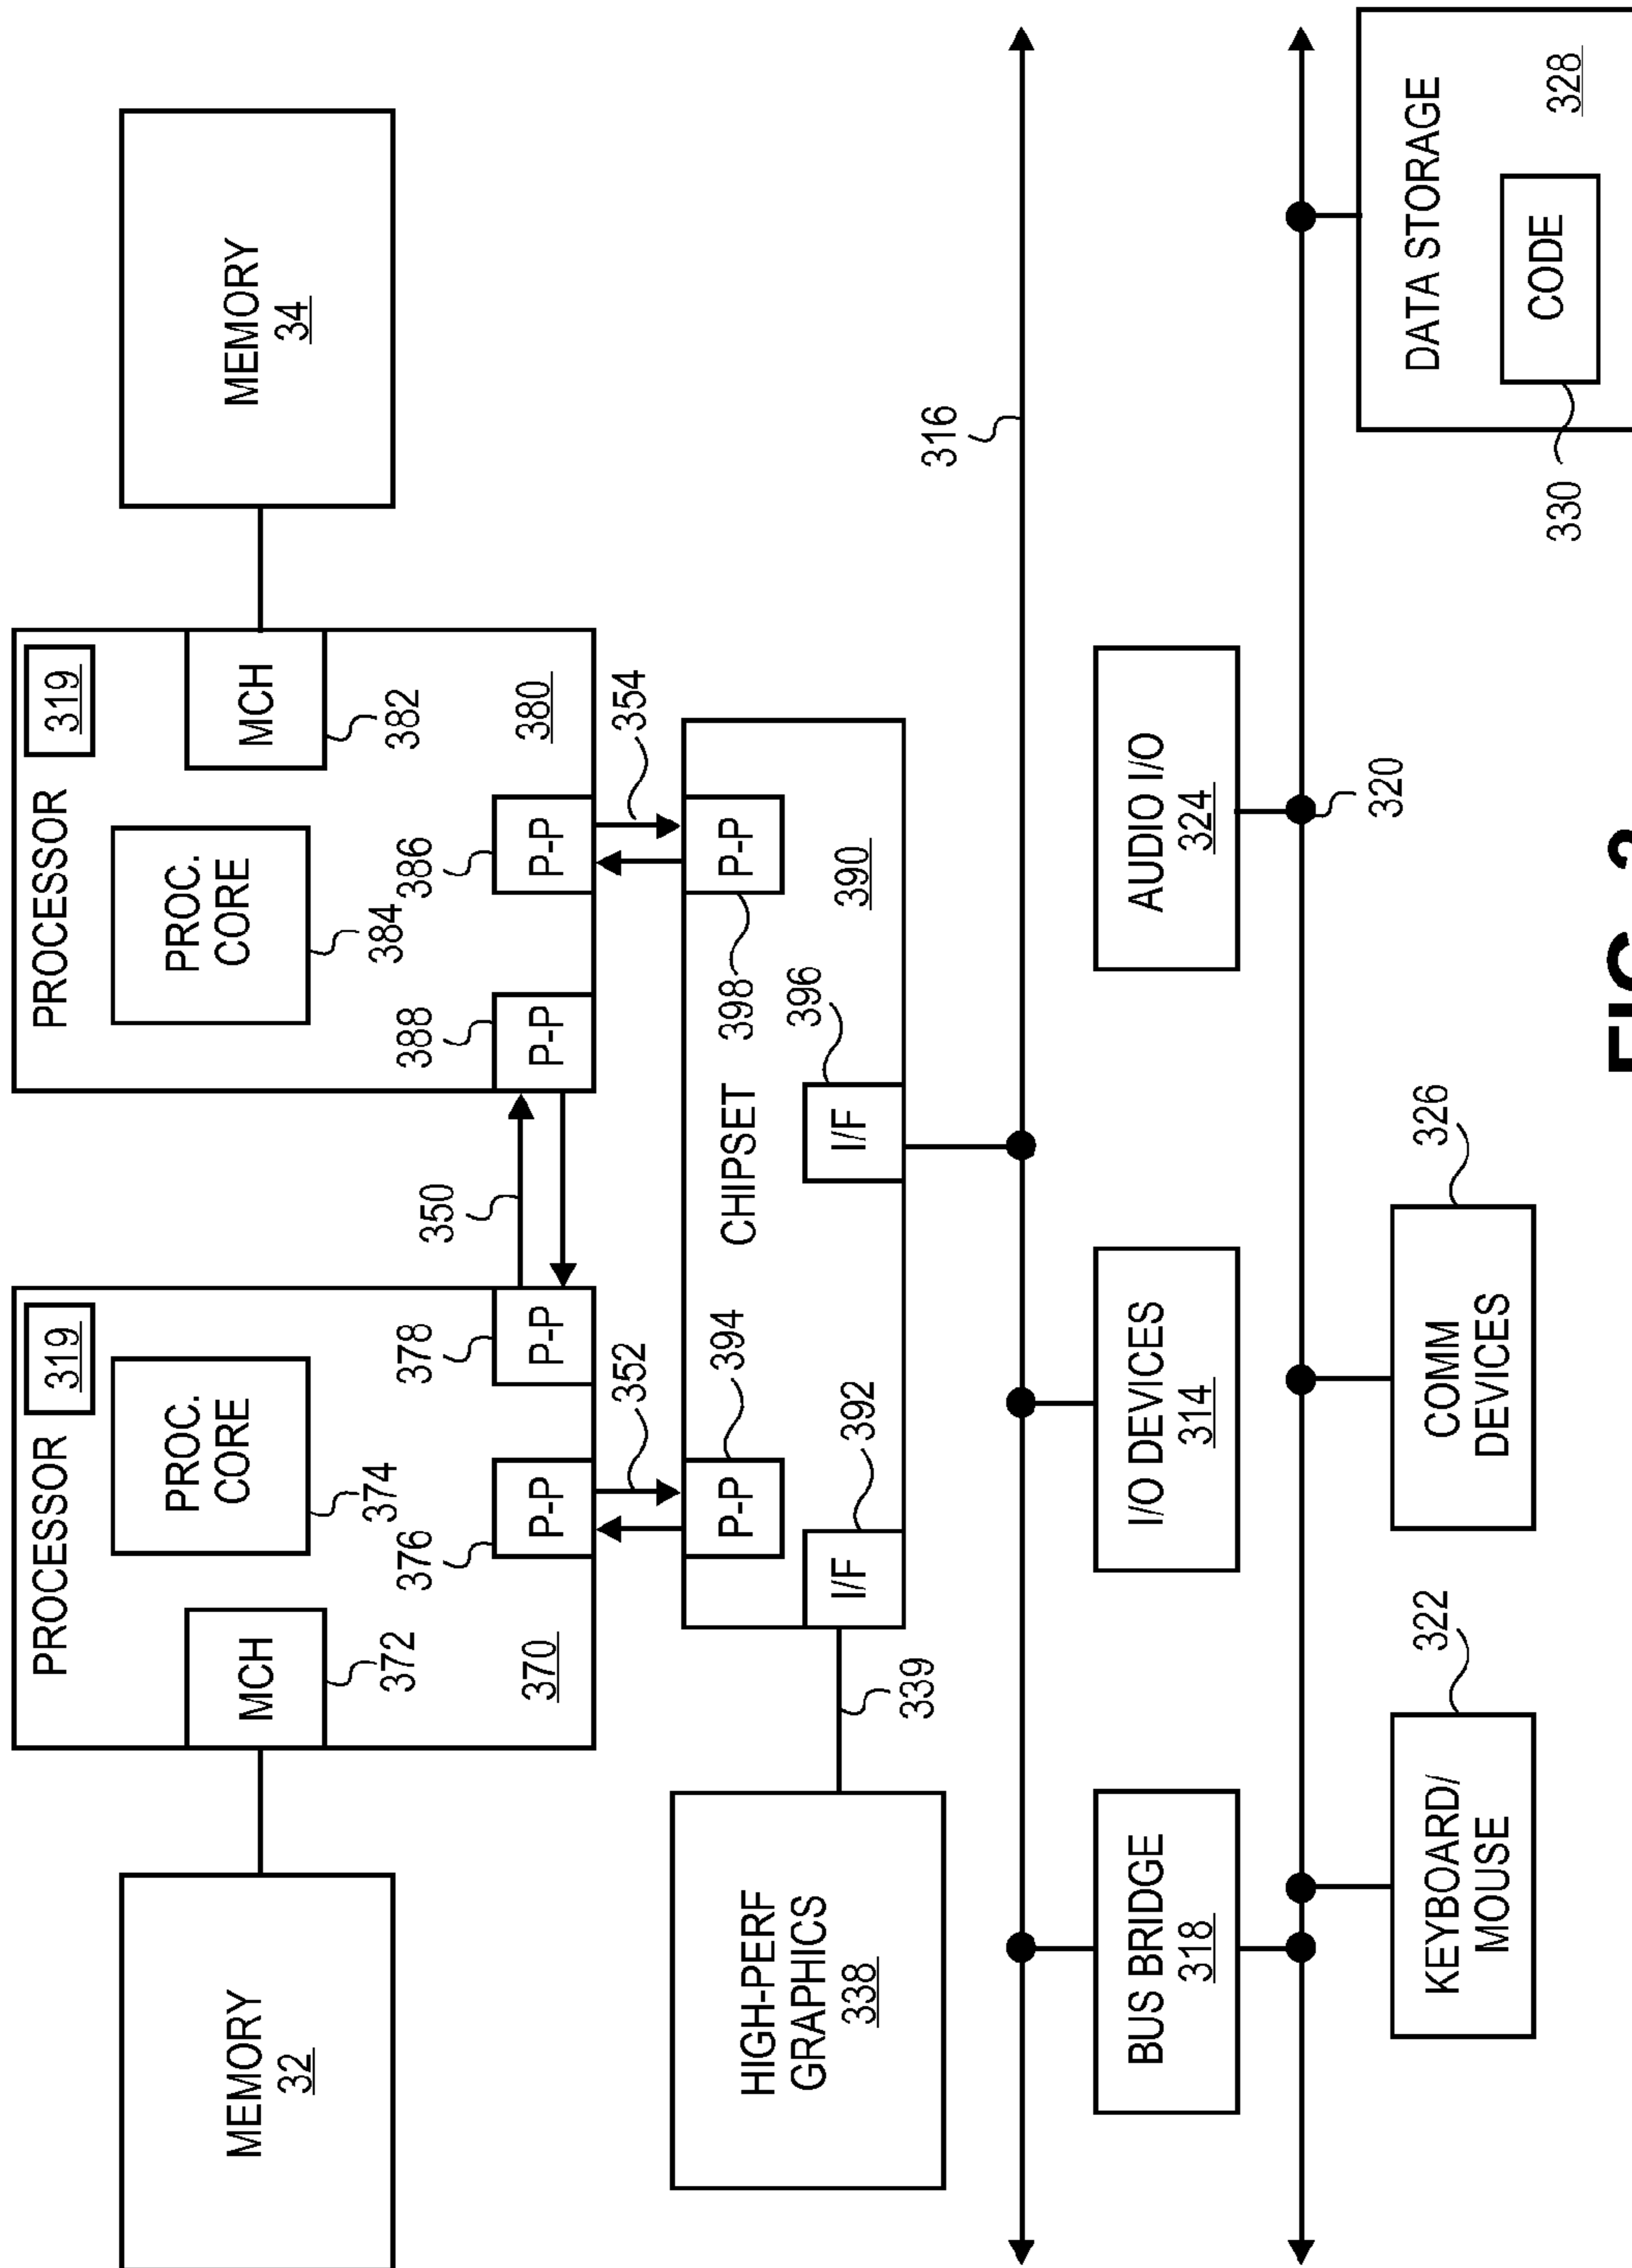 PROCESSOR
319
PROC.
CORE
374
MCH
372
376
P-P
378
P-P
370
350
PROCESSOR
319
PROC.
CORE
384
MCH
382
388
P-P
386
P-P
380
MEMORY
32
MEMORY
34
352
354
HIGH-PERF
GRAPHICS
338
339
CHIPSET
P-P
394
P-P
398
I/F
392
I/F
396
390
316
BUS BRIDGE
318
I/O DEVICES
314
AUDIO I/O
324
320
KEYBOARD/
MOUSE
322
COMM
DEVICES
326
DATA STORAGE
328
CODE
330